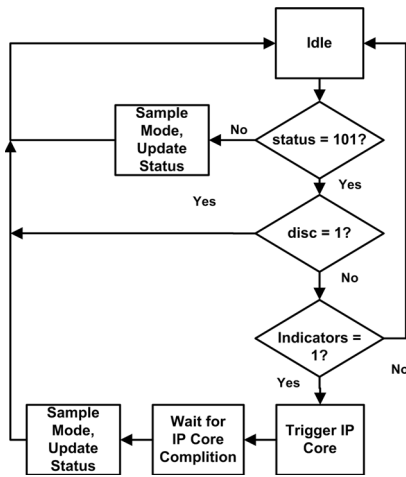 Idle
Sample
Mode,
Update
Status
No
status = 101?
Yes
Yes
disc = 1?
No
Indicators =
1?
No
Yes
Sample
Mode,
Update
Status
Wait for
IP Core
Complition
Trigger IP
Core